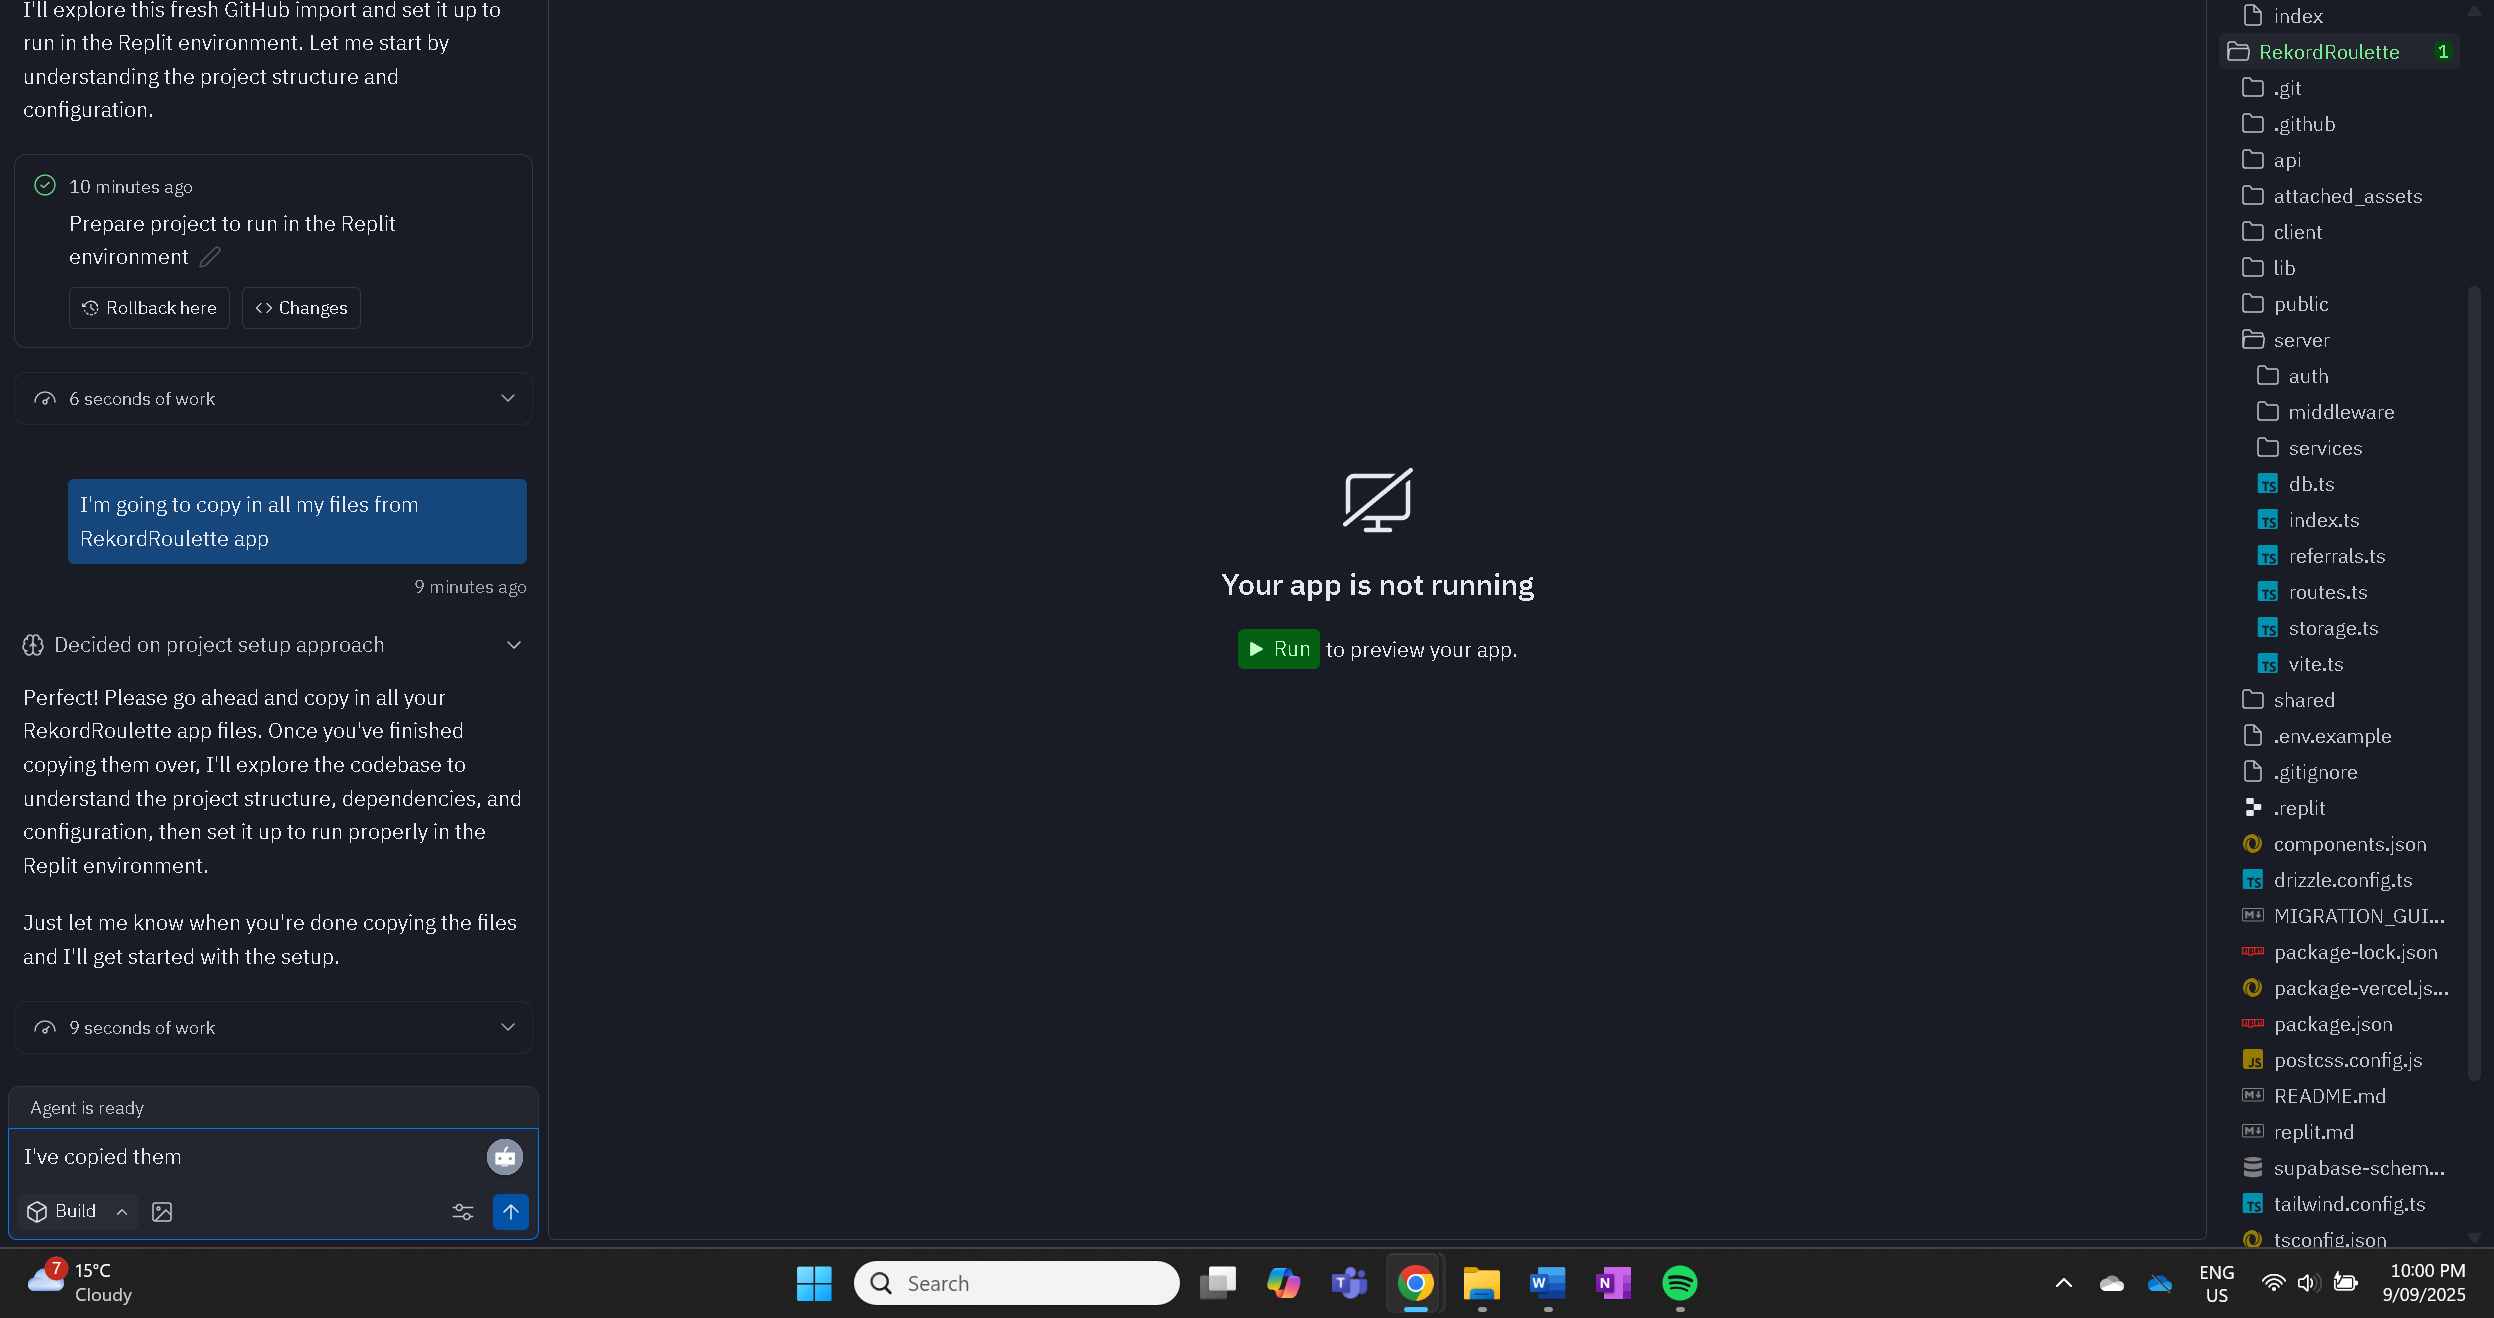 I'll explore this fresh GitHub import and set it up to
run in the Replit environment. Let me start by
understanding the project structure and
configuration.
10 minutes ago
Prepare project to run in the Replit
environment
Rollback here
Changes
6 seconds of work
I'm going to copy in all my files from
RekordRoulette app
9 minutes ago
Decided on project setup approach
Perfect! Please go ahead and copy in all your
RekordRoulette app files. Once you've finished
copying them over, I'll explore the codebase to
understand the project structure, dependencies, and
configuration, then set it up to run properly in the
Replit environment.
Just let me know when you're done copying the files
and I'll get started with the setup.
9 seconds of work
Agent is ready
I've copied them
Build
Your app is not running
Run to preview your app.
index
RekordRoulette 1
.git
.github
api
attached_assets
client
lib
public
server
auth
middleware
services
TS db.ts
TS index.ts
TS referrals.ts
TS routes.ts
TS storage.ts
TS vite.ts
shared
.env.example
.gitignore
.replit
components.json
TS drizzle.config.ts
M↓ MIGRATION_GUI...
package-lock.json
package-vercel.js...
package.json
JS postcss.config.js
M↓ README.md
M↓ replit.md
supabase-schem...
TS tailwind.config.ts
tsconfig.json
7
15°C
Cloudy
Search
T
W
N
ENG
US
10:00 PM
9/09/2025